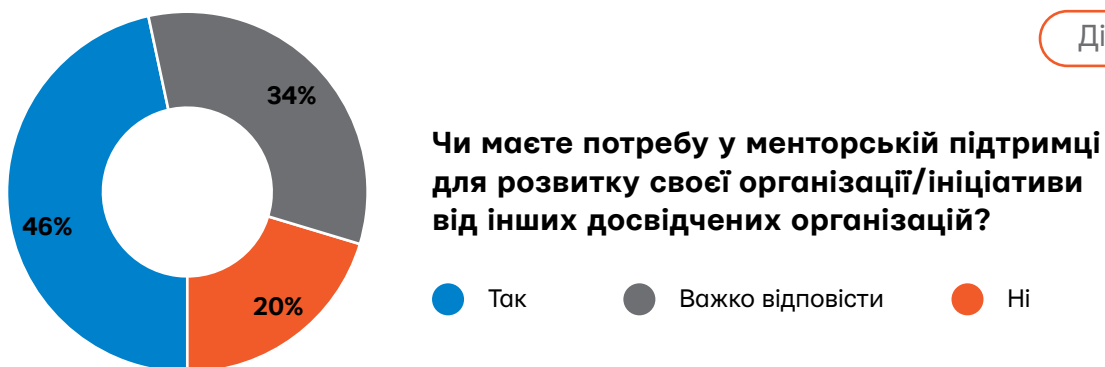 34%
46%
20%
Чи маєте потребу у менторській підтримці
для розвитку своєї організації/ініціативи
від інших досвідчених організацій?
Так
Важко відповісти
Ні